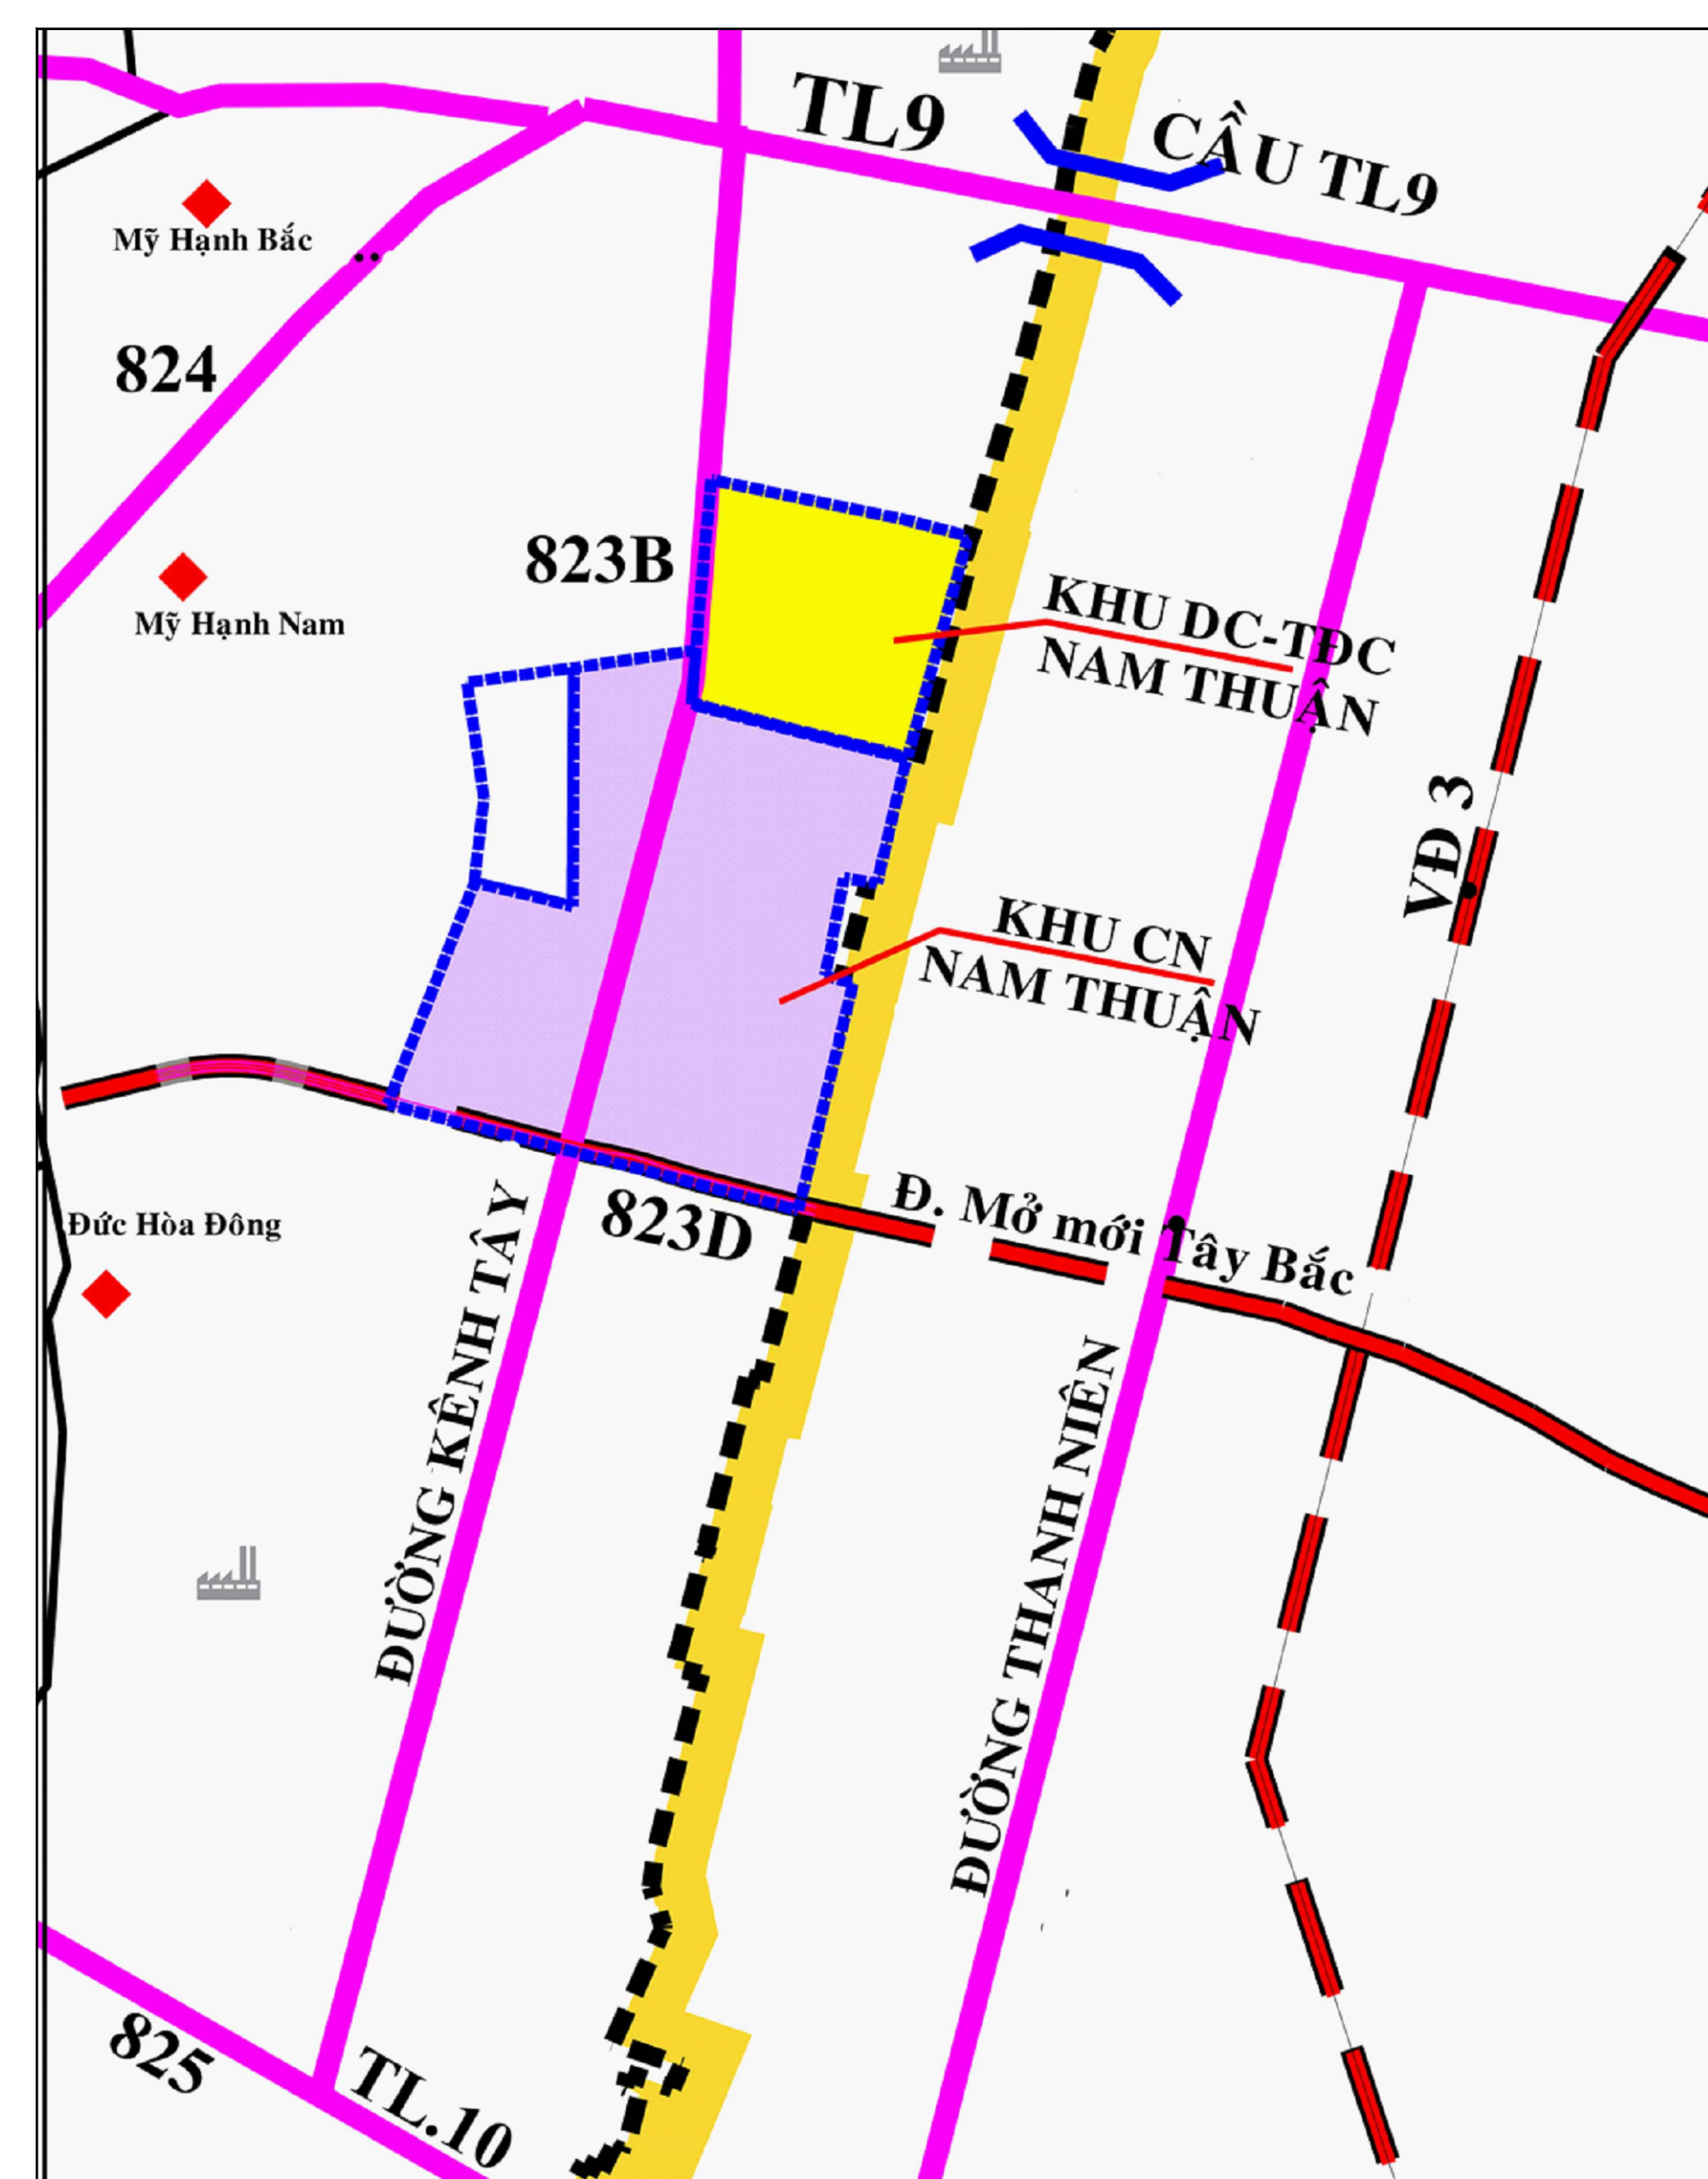 TL9
CẦU TL9
Mỹ Hạnh Bắc
824
823B
Mỹ Hạnh Nam
KHU DC-TĐC
NAM THUẬN
VĐ 3
KHU CN
NAM THUẬN
Đ. Mở mới Tây Bắc
823D
Đức Hòa Đông
ĐƯỜNG KÊNH TÂY
ĐƯỜNG THANH NIÊN
825
TL.10